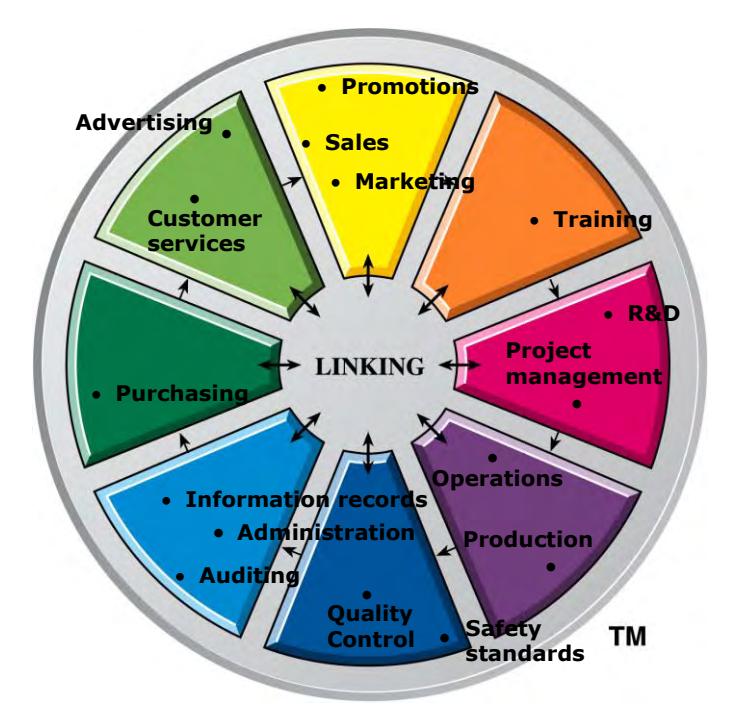 Promotions
Advertising
Sales
Marketing
Customer
services
Training
R&D
Project
management
LINKING
Purchasing
Operations
Information records
Administration
Production
Auditing
Quality
Control
Safety
standards
TM